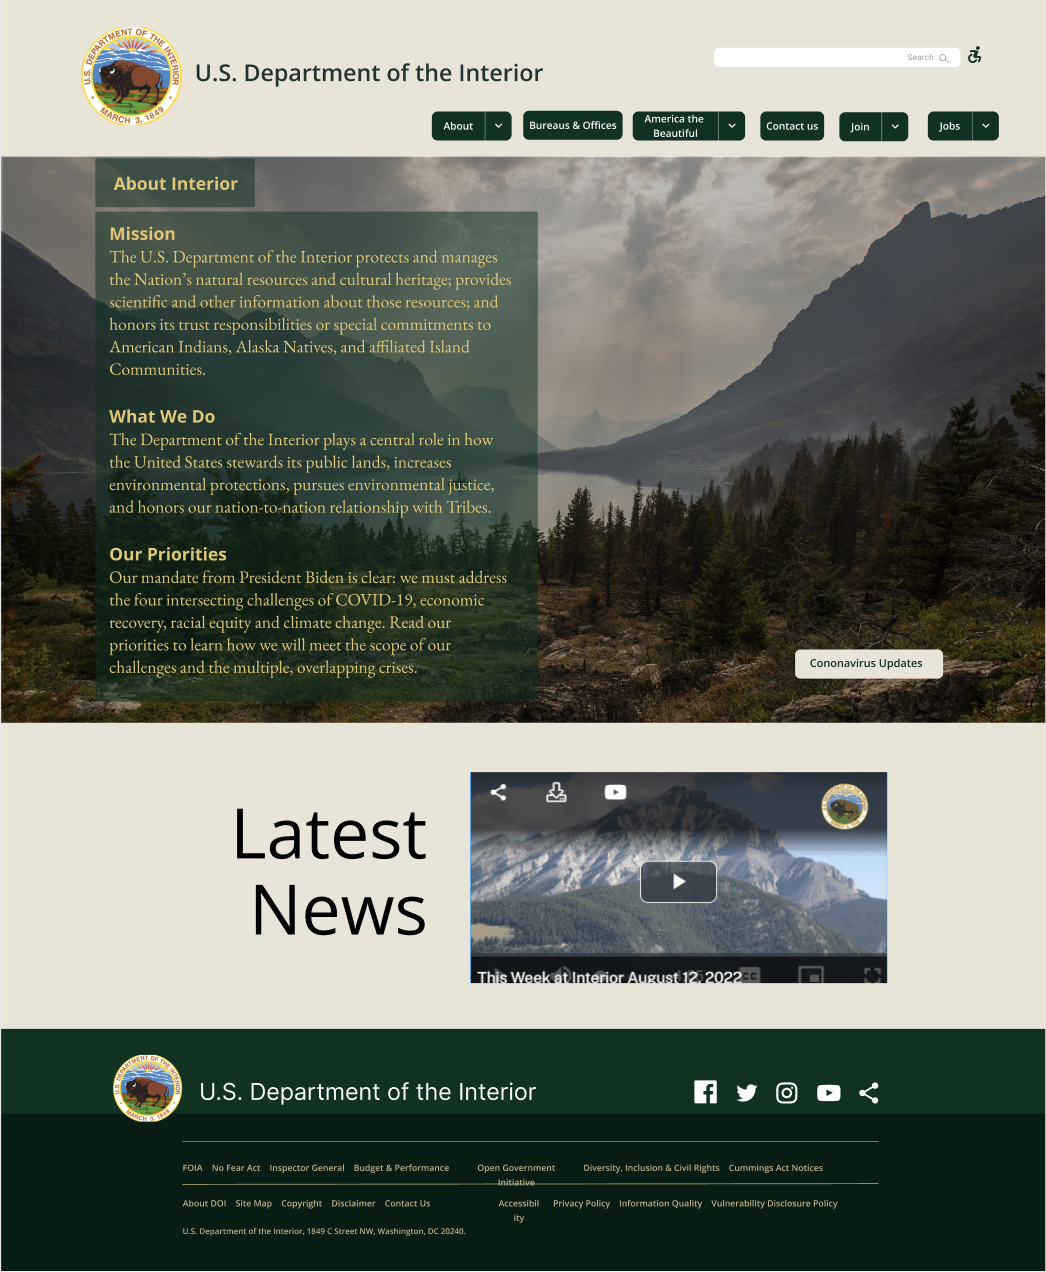 U.S. DEPARTMENT OF THE INTERIOR
MARCH 3, 1849
U.S. Department of the Interior
Search
About
Bureaus & Offices
America the
Beautiful
Contact us
Join
Jobs
About Interior
Mission
The U.S. Department of the Interior protects and manages
the Nation’s natural resources and cultural heritage; provides
scientific and other information about those resources; and
honors its trust responsibilities or special commitments to
American Indians, Alaska Natives, and affiliated Island
Communities.
What We Do
The Department of the Interior plays a central role in how
the United States stewards its public lands, increases
environmental protections, pursues environmental justice,
and honors our nation-to-nation relationship with Tribes.
Our Priorities
Our mandate from President Biden is clear: we must address
the four intersecting challenges of COVID-19, economic
recovery, racial equity and climate change. Read our
priorities to learn how we will meet the scope of our
challenges and the multiple, overlapping crises.
Cononavirus Updates
Latest
News
This Week at Interior August 12, 2022
CC
U.S. DEPARTMENT OF THE INTERIOR
MARCH 3, 1849
U.S. Department of the Interior
FOIA No Fear Act Inspector General Budget & Performance Open Government Diversity, Inclusion & Civil Rights Cummings Act Notices
Initiative
About DOI Site Map Copyright Disclaimer Contact Us Accessibil Privacy Policy Information Quality Vulnerability Disclosure Policy
ity
U.S. Department of the Interior, 1849 C Street NW, Washington, DC 20240.